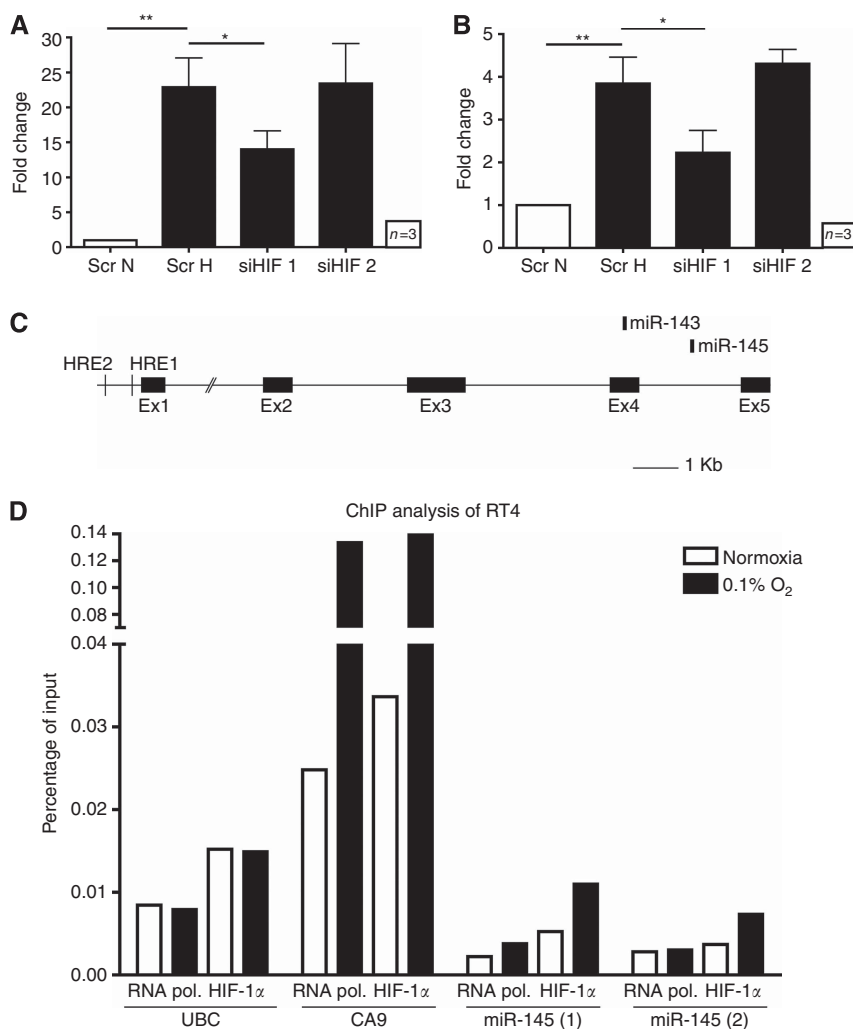 A
**
*
30
25
20
15
10
5
0
Fold change
Scr N Scr H siHIF 1 siHIF 2
n=3
B
**
*
5
4
3
2
1
0
Fold change
Scr N Scr H siHIF 1 siHIF 2
n=3
C
miR-143
miR-145
HRE2 HRE1
Ex1 // Ex2 Ex3 Ex4 Ex5
1 Kb
D
ChIP analysis of RT4
0.14
0.12
0.10
0.08
0.04
0.03
0.02
0.01
0.00
Percentage of input
Normoxia
0.1% O₂
RNA pol. HIF-1α RNA pol. HIF-1α RNA pol. HIF-1α RNA pol. HIF-1α
UBC CA9 miR-145 (1) miR-145 (2)